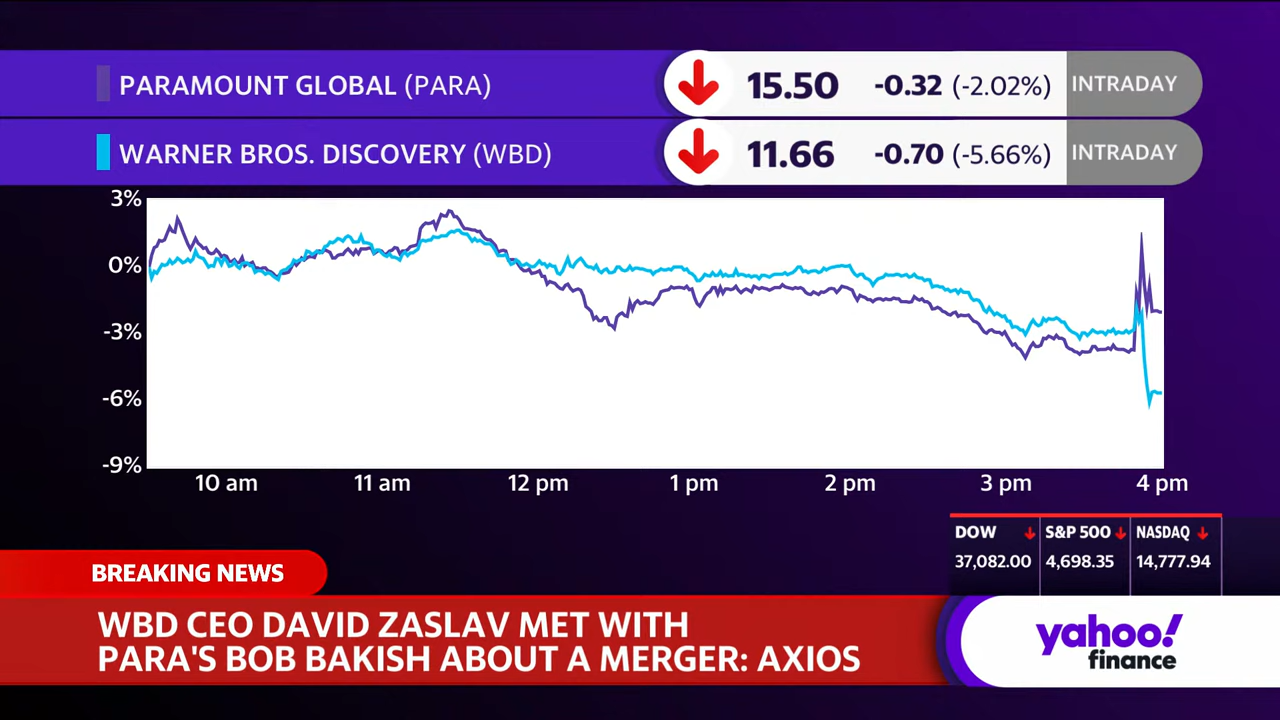 PARAMOUNT GLOBAL (PARA) 15.50 -0.32 (-2.02%) INTRADAY
WARNER BROS. DISCOVERY (WBD) 11.66 -0.70 (-5.66%) INTRADAY
3%
0%
-3%
-6%
-9%
10 am 11 am 12 pm 1 pm 2 pm 3 pm 4 pm
DOW S&P 500 NASDAQ
37,082.00 4,698.35 14,777.94
BREAKING NEWS
WBD CEO DAVID ZASLAV MET WITH
PARA'S BOB BAKISH ABOUT A MERGER: AXIOS
yahoo!
finance